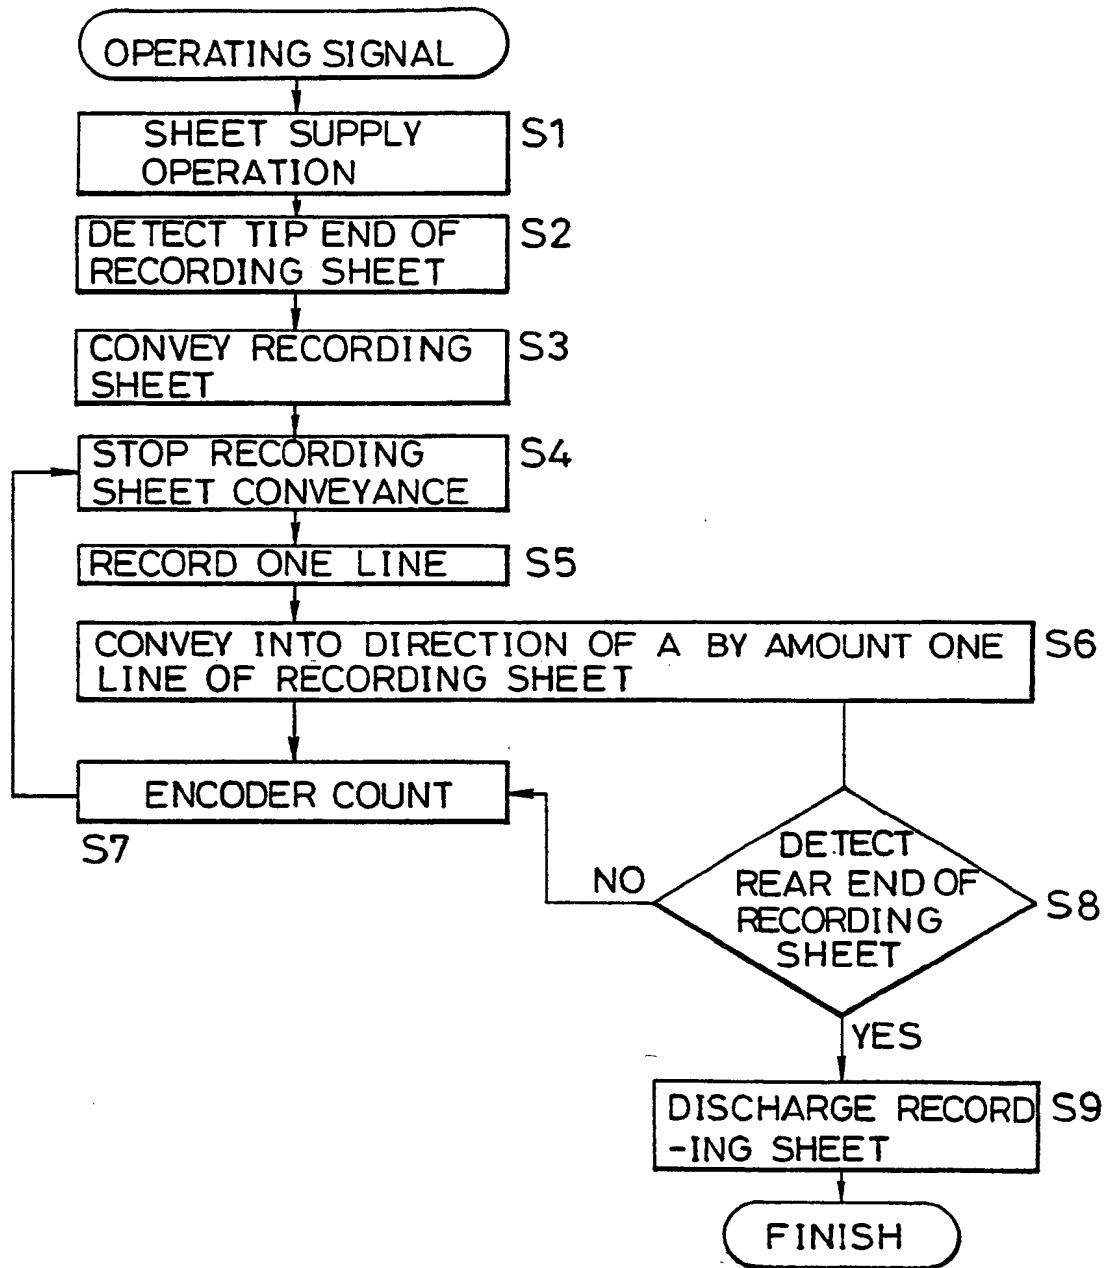 OPERATING SIGNAL
SHEET SUPPLY
OPERATION
S1
DETECT TIP END OF
RECORDING SHEET
S2
CONVEY RECORDING
SHEET
S3
STOP RECORDING
SHEET CONVEYANCE
S4
RECORD ONE LINE
S5
CONVEY INTO DIRECTION OF A BY AMOUNT ONE
LINE OF RECORDING SHEET
S6
ENCODER COUNT
S7
DETECT
REAR END OF
RECORDING
SHEET
S8
NO
YES
DISCHARGE RECORD
-ING SHEET
S9
FINISH